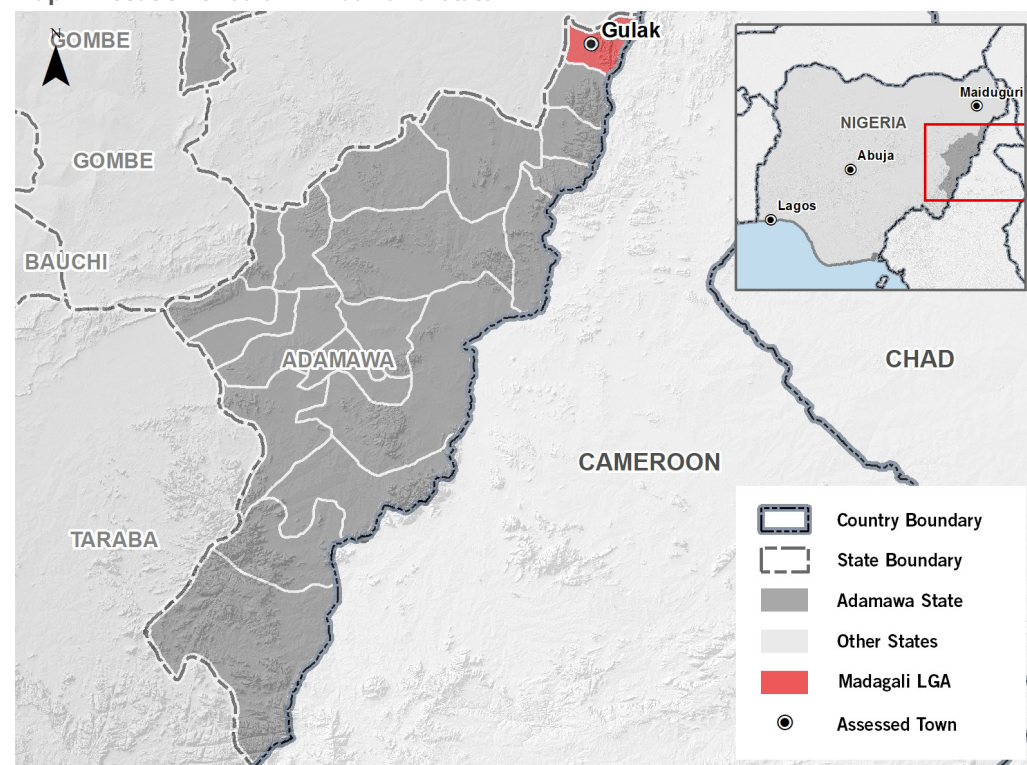 N
GOMBE
Gulak
GOMBE
BAUCHI
ADAMAWA
TARABA
CAMEROON
CHAD
Maiduguri
NIGERIA
Abuja
Lagos
Country Boundary
State Boundary
Adamawa State
Other States
Madagali LGA
Assessed Town